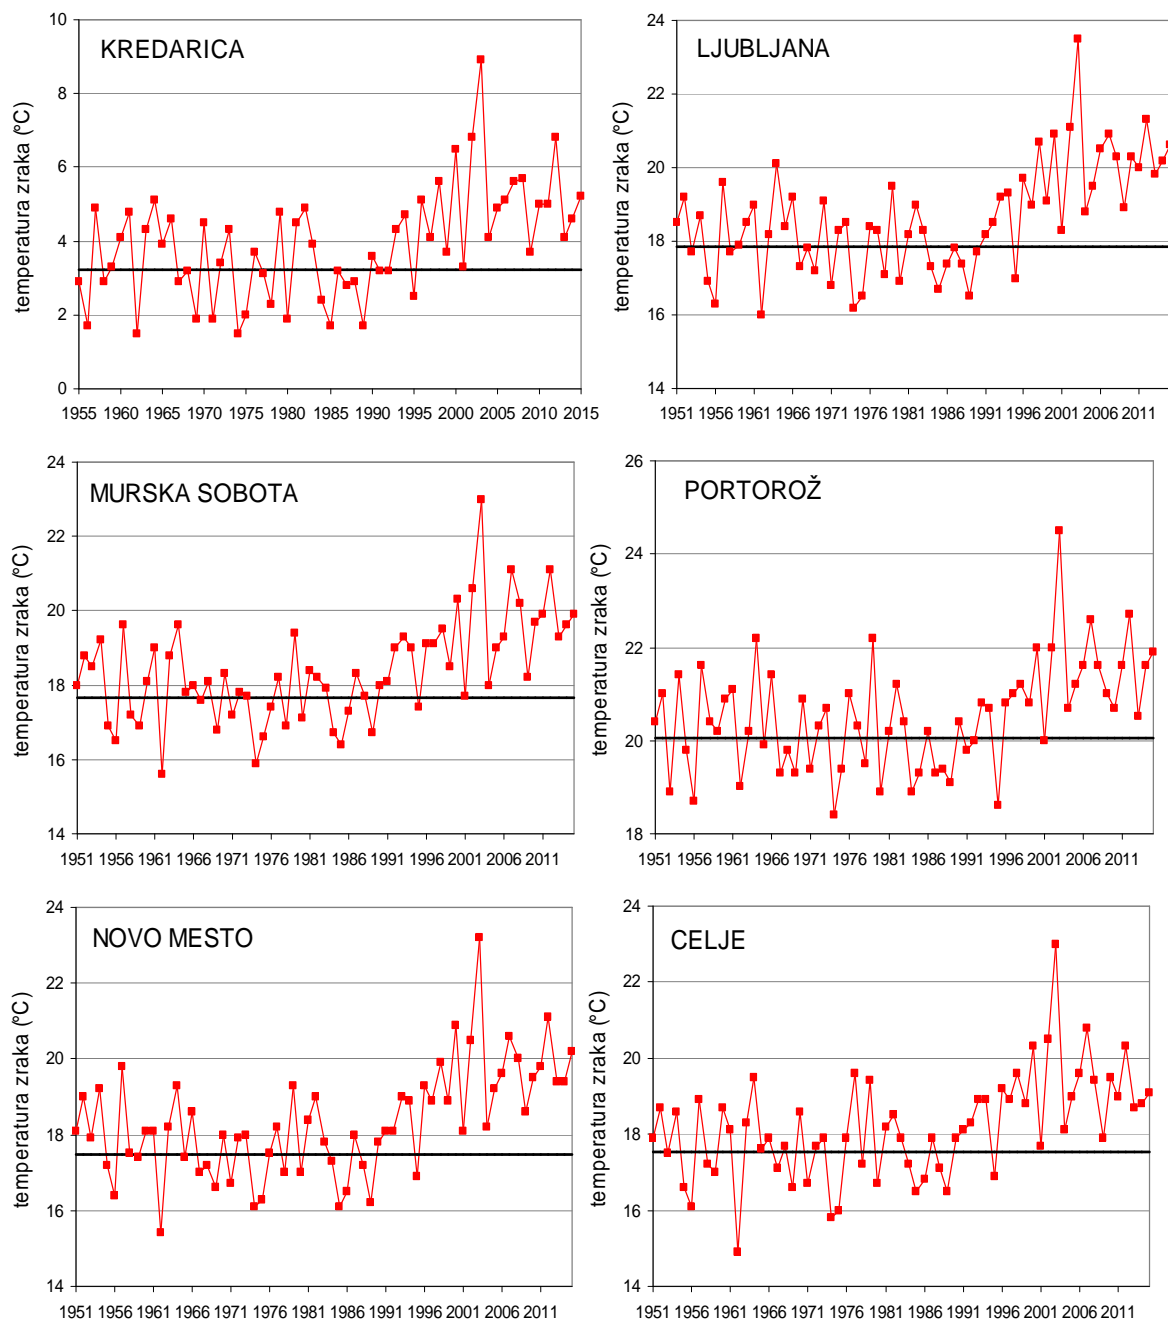 KREDARICA
temperatura zraka (°C)
10
8
6
4
2
0
1955 1960 1965 1970 1975 1980 1985 1990 1995 2000 2005 2010 2015
LJUBLJANA
temperatura zraka (°C)
24
22
20
18
16
14
1951 1956 1961 1966 1971 1976 1981 1986 1991 1996 2001 2006 2011
MURSKA SOBOTA
temperatura zraka (°C)
24
22
20
18
16
14
1951 1956 1961 1966 1971 1976 1981 1986 1991 1996 2001 2006 2011
PORTOROŽ
temperatura zraka (°C)
26
24
22
20
18
1951 1956 1961 1966 1971 1976 1981 1986 1991 1996 2001 2006 2011
NOVO MESTO
temperatura zraka (°C)
24
22
20
18
16
14
1951 1956 1961 1966 1971 1976 1981 1986 1991 1996 2001 2006 2011
CELJE
temperatura zraka (°C)
24
22
20
18
16
14
1951 1956 1961 1966 1971 1976 1981 1986 1991 1996 2001 2006 2011